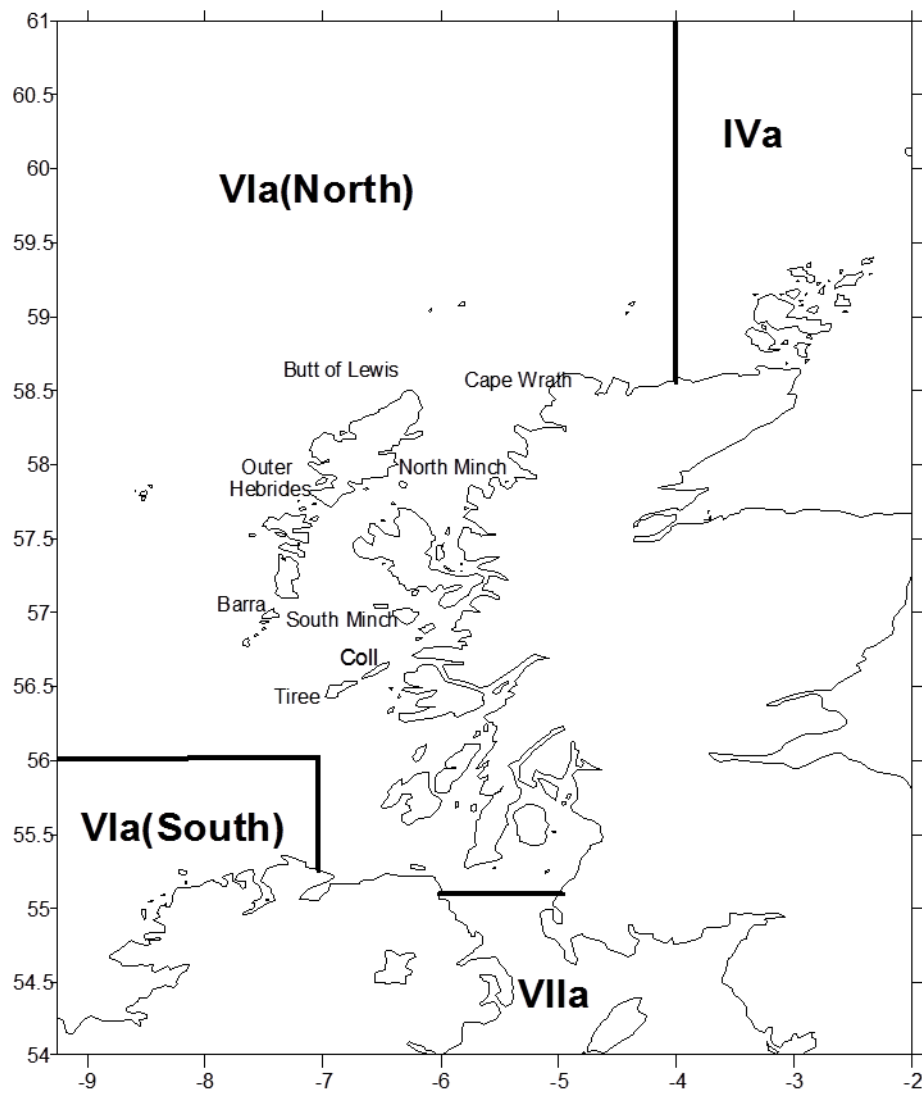 61
60.5
60
59.5
59
58.5
58
57.5
57
56.5
56
55.5
55
54.5
54
IVa
VIa(North)
Butt of Lewis
Cape Wrath
Outer
Hebrides
North Minch
Barra
South Minch
Coll
Tiree
VIa(South)
VIIa
-9
-8
-7
-6
-5
-4
-3
-2